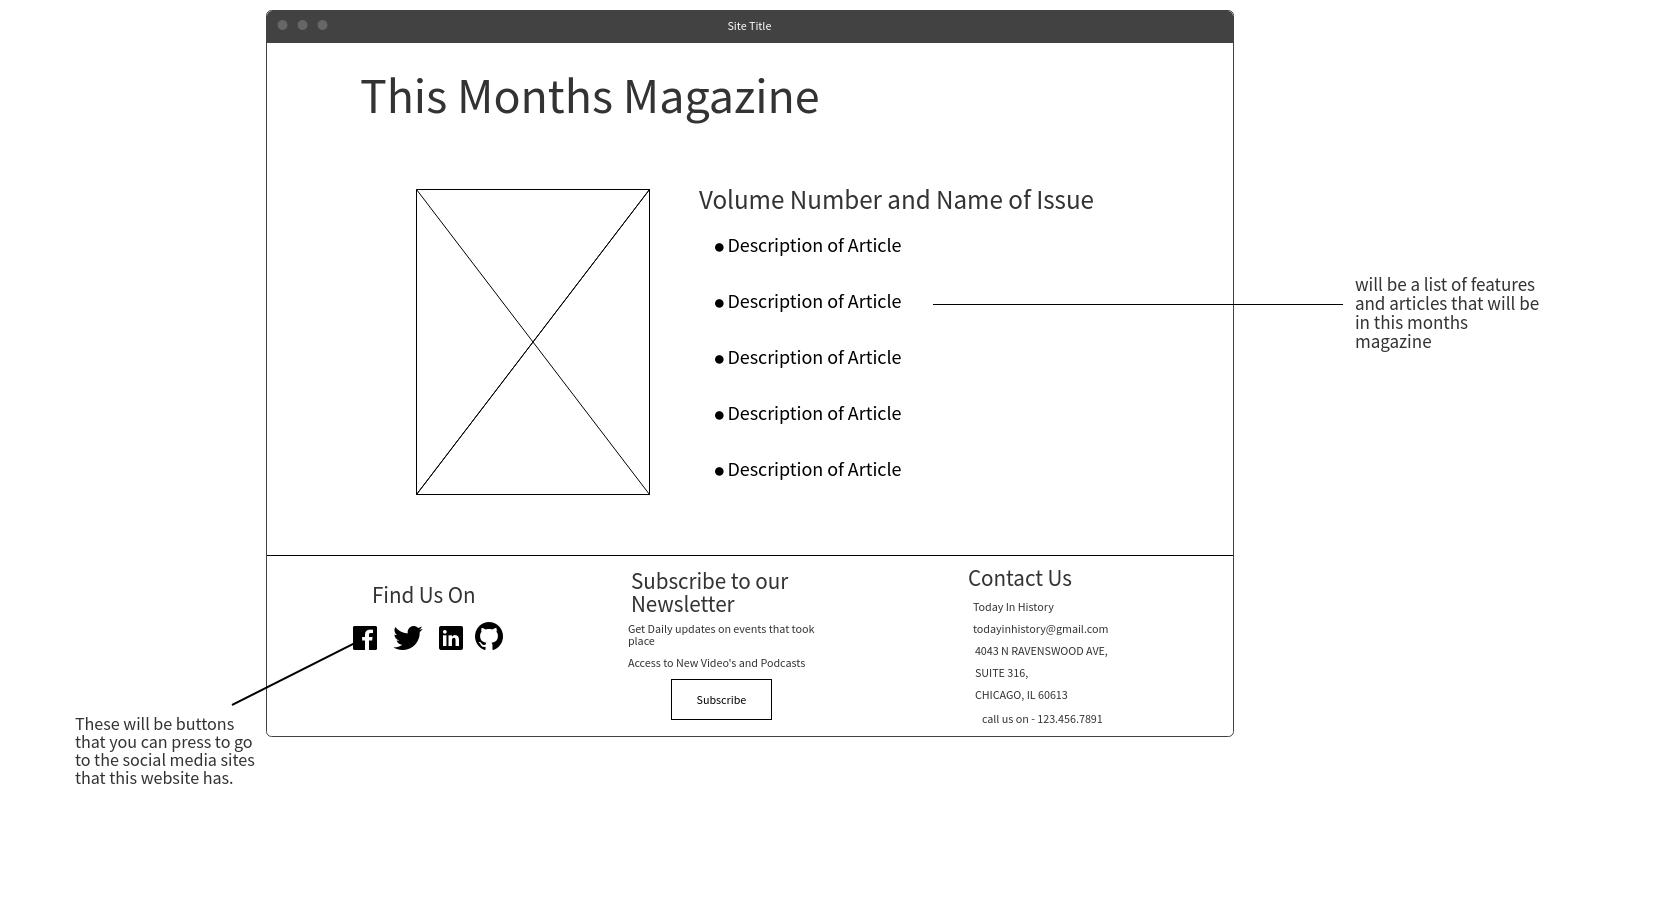 Site Title
This Months Magazine
Volume Number and Name of Issue
Description of Article
Description of Article
Description of Article
Description of Article
Description of Article
will be a list of features
and articles that will be
in this months
magazine
Find Us On
Subscribe to our
Newsletter
Get Daily updates on events that took
place
Access to New Video's and Podcasts
Subscribe
Contact Us
Today In History
todayinhistory@gmail.com
4043 N RAVENSWOOD AVE,
SUITE 316,
CHICAGO, IL 60613
call us on - 123.456.7891
These will be buttons
that you can press to go
to the social media sites
that this website has.